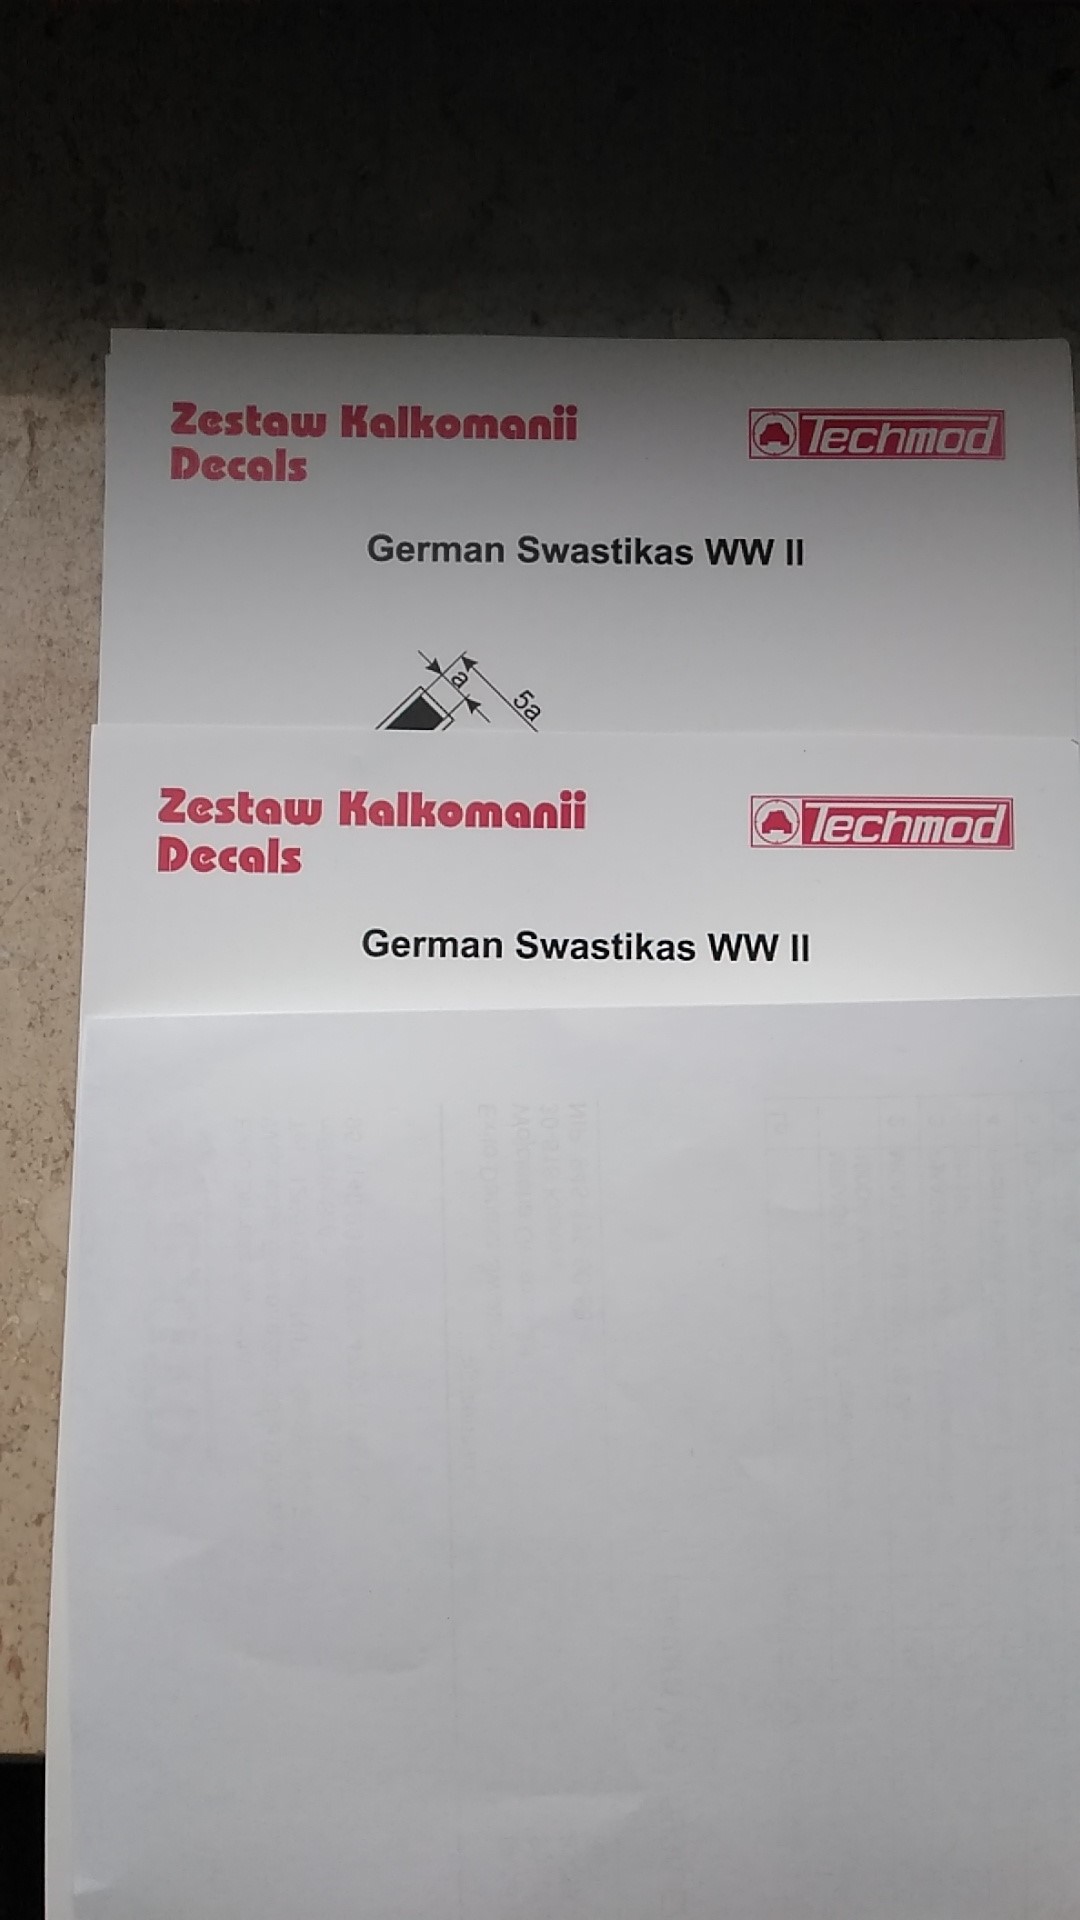 Zestaw Kalkomanii
Decals
Techmod
German Swastikas WW II
a
5a
Zestaw Kalkomanii
Decals
Techmod
German Swastikas WW II